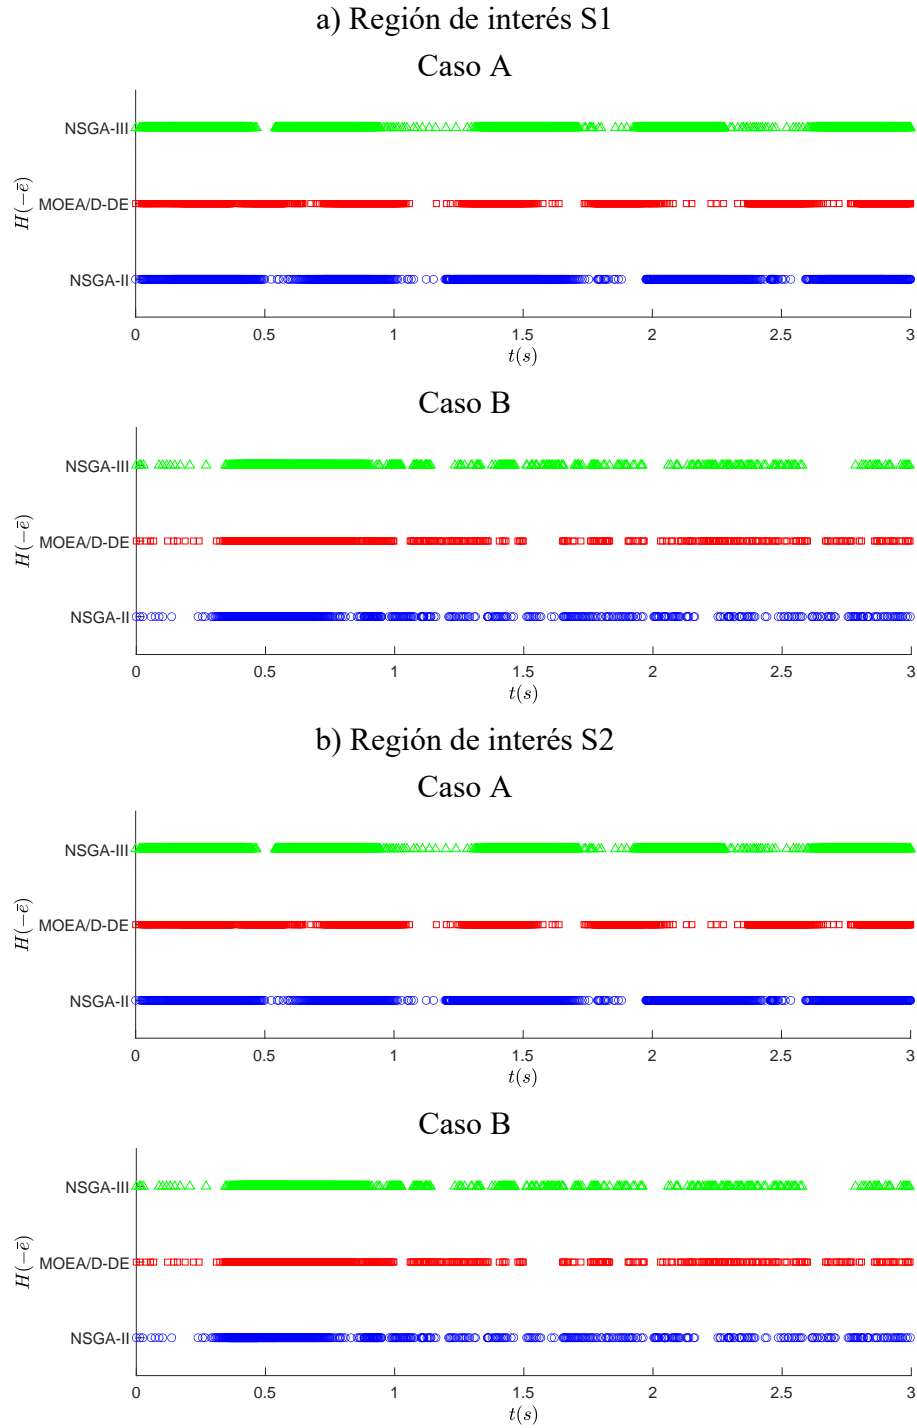 a) Región de interés S1
Caso A
NSGA-III
MOEA/D-DE
NSGA-II
H(−ē)
0 0.5 1 1.5 2 2.5 3
t(s)
Caso B
NSGA-III
MOEA/D-DE
NSGA-II
H(−ē)
0 0.5 1 1.5 2 2.5 3
t(s)
b) Región de interés S2
Caso A
NSGA-III
MOEA/D-DE
NSGA-II
H(−ē)
0 0.5 1 1.5 2 2.5 3
t(s)
Caso B
NSGA-III
MOEA/D-DE
NSGA-II
H(−ē)
0 0.5 1 1.5 2 2.5 3
t(s)